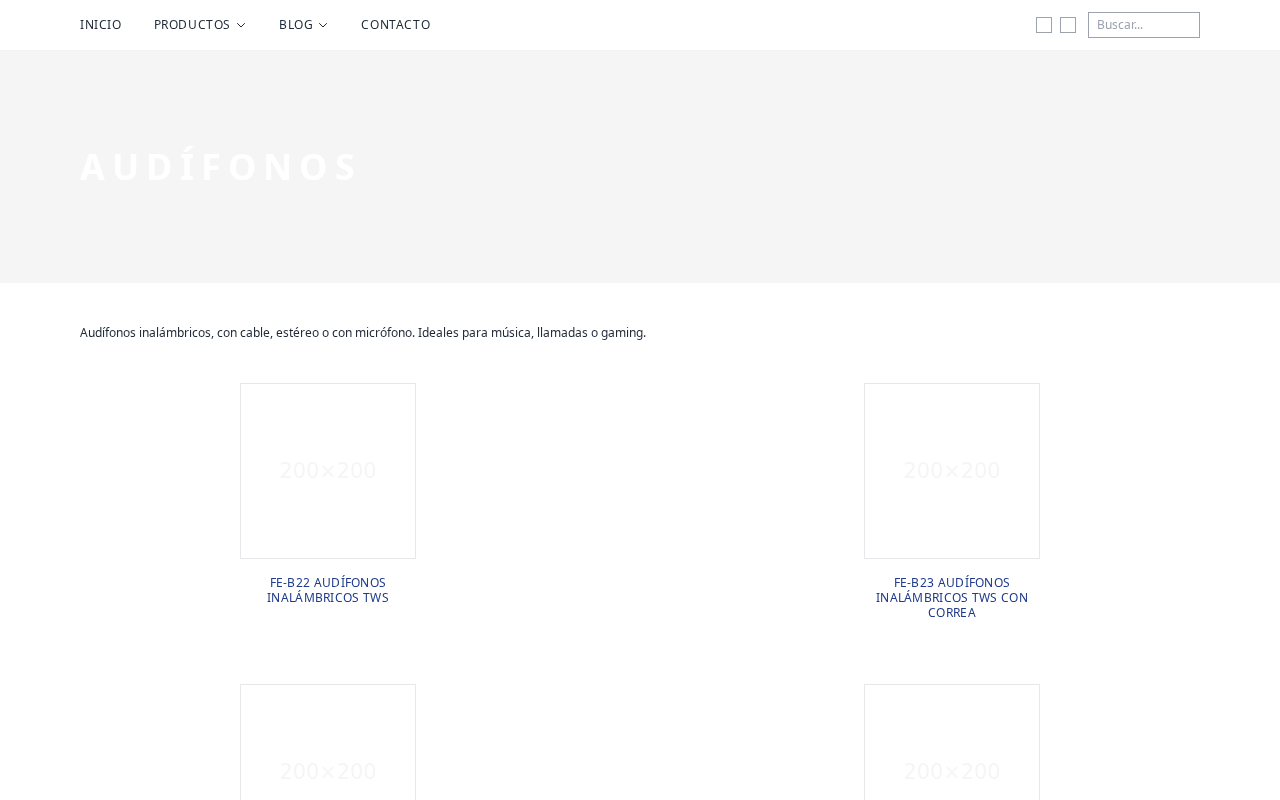 INICIO PRODUCTOS BLOG CONTACTO Buscar...
AUDÍFONOS
Audífonos inalámbricos, con cable, estéreo o con micrófono. Ideales para música, llamadas o gaming.
200×200 200×200
FE-B22 AUDÍFONOS
INALÁMBRICOS TWS
FE-B23 AUDÍFONOS
INALÁMBRICOS TWS CON
CORREA
200×200 200×200